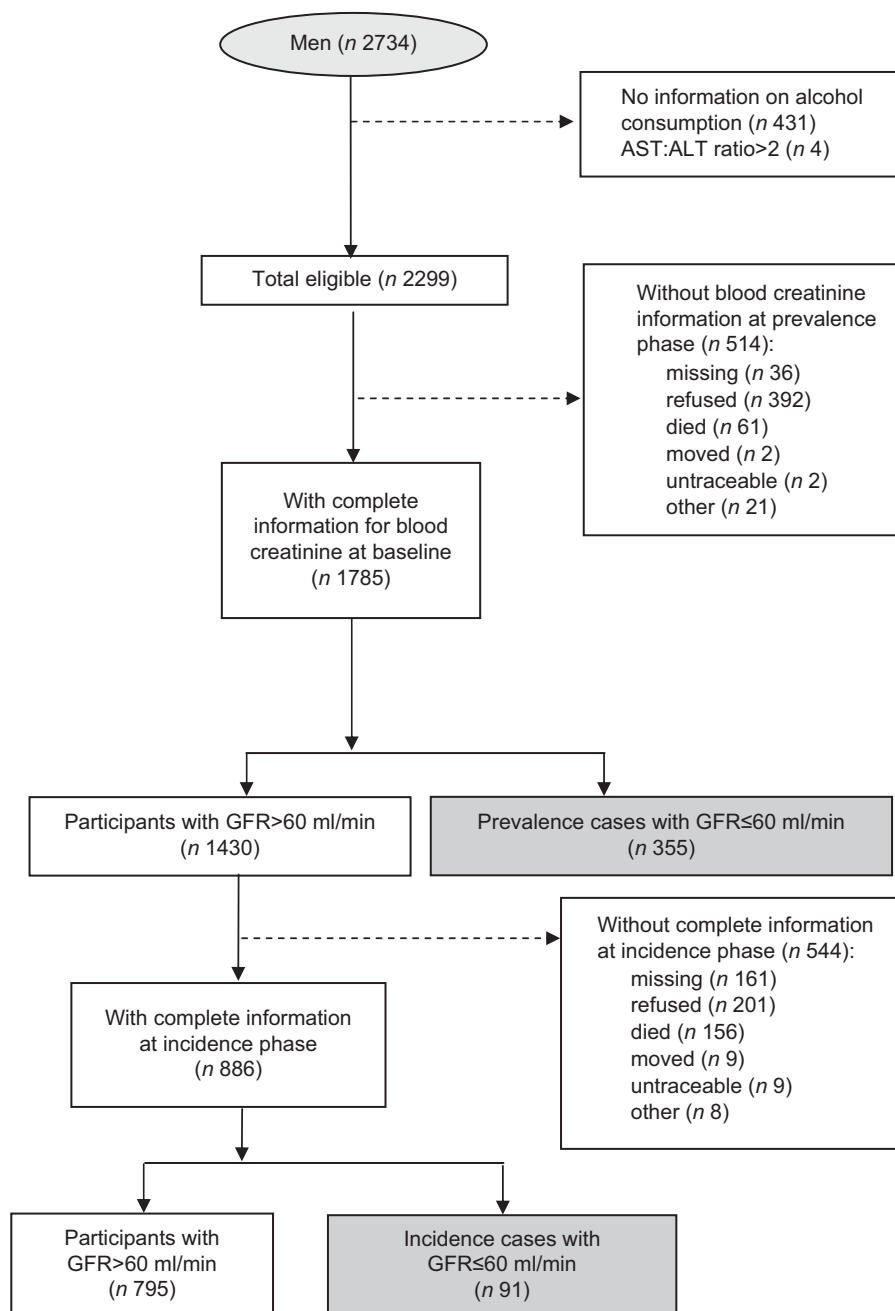 Men (n 2734)
No information on alcohol
consumption (n 431)
AST:ALT ratio>2 (n 4)
Total eligible (n 2299)
Without blood creatinine
information at prevalence
phase (n 514):
missing (n 36)
refused (n 392)
died (n 61)
moved (n 2)
untraceable (n 2)
other (n 21)
With complete
information for blood
creatinine at baseline
(n 1785)
Participants with GFR>60 ml/min
(n 1430)
Prevalence cases with GFR≤60 ml/min
(n 355)
Without complete information
at incidence phase (n 544):
missing (n 161)
refused (n 201)
died (n 156)
moved (n 9)
untraceable (n 9)
other (n 8)
With complete information
at incidence phase
(n 886)
Participants with
GFR>60 ml/min
(n 795)
Incidence cases with
GFR≤60 ml/min
(n 91)